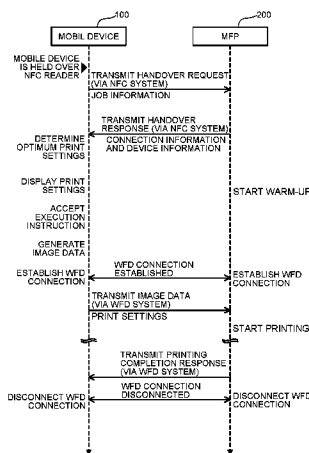 100
200
MOBIL DEVICE
MFP
MOBILE DEVICE
IS HELD OVER
NFC READER
TRANSMIT HANDOVER REQUEST
(VIA NFC SYSTEM)
JOB INFORMATION
TRANSMIT HANDOVER
RESPONSE (VIA NFC SYSTEM)
CONNECTION INFORMATION
AND DEVICE INFORMATION
DETERMINE
OPTIMUM PRINT
SETTINGS
DISPLAY PRINT
SETTINGS
START WARM-UP
ACCEPT
EXECUTION
INSTRUCTION
GENERATE
IMAGE DATA
WFD CONNECTION
ESTABLISHED
ESTABLISH WFD
CONNECTION
ESTABLISH WFD
CONNECTION
TRANSMIT IMAGE DATA
(VIA WFD SYSTEM)
PRINT SETTINGS
START PRINTING
TRANSMIT PRINTING
COMPLETION RESPONSE
(VIA WFD SYSTEM)
WFD CONNECTION
DISCONNECTED
DISCONNECT WFD
CONNECTION
DISCONNECT WFD
CONNECTION